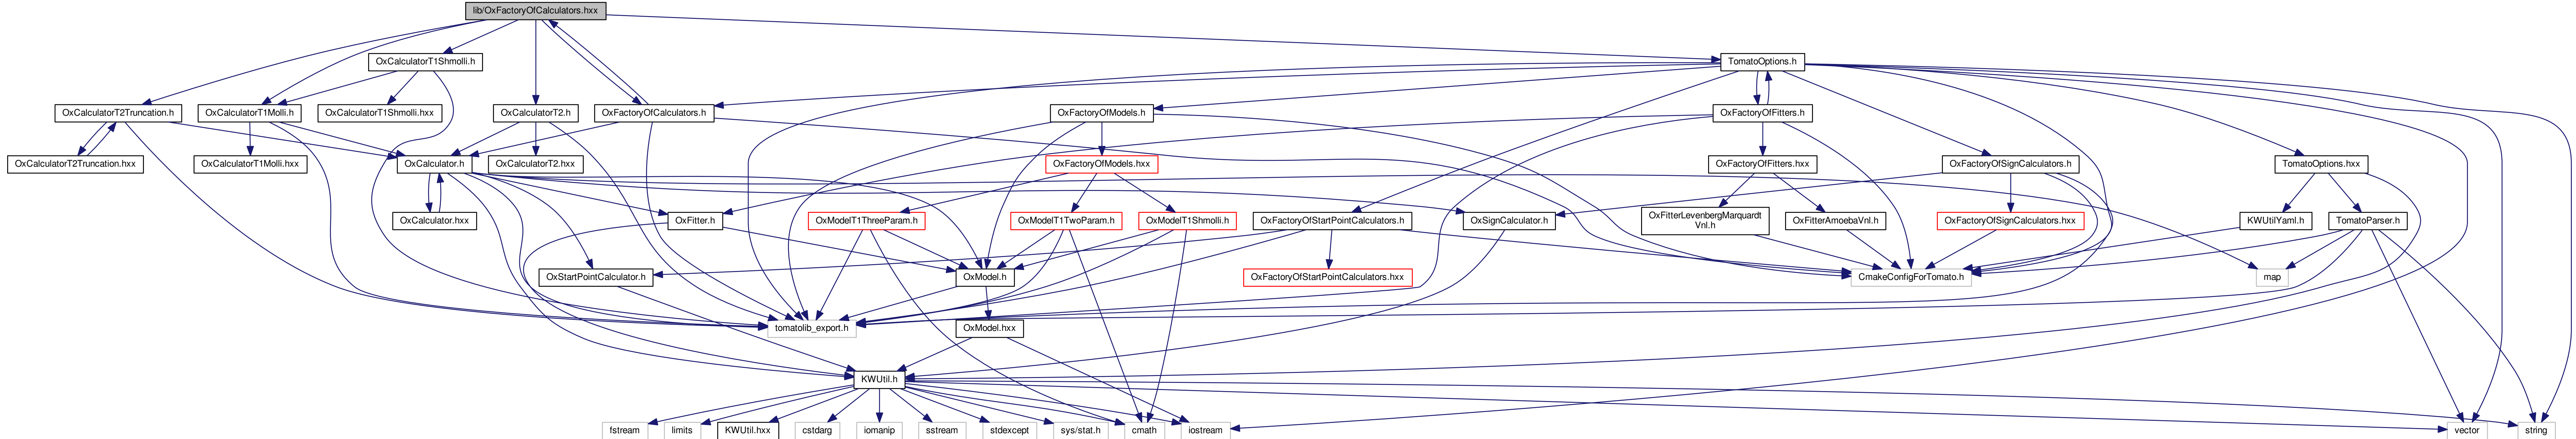 lib/OxFactoryOfCalculators.hxx
OxCalculatorT1Shmolli.h
TomatoOptions.h
OxCalculatorT2Truncation.h
OxCalculatorT1Molli.h
OxCalculatorT1Shmolli.hxx
OxCalculatorT2.h
OxFactoryOfCalculators.h
OxFactoryOfModels.h
OxFactoryOfFitters.h
OxCalculatorT2Truncation.hxx
OxCalculatorT1Molli.hxx
OxCalculator.h
OxCalculatorT2.hxx
OxFactoryOfModels.hxx
OxFactoryOfFitters.hxx
OxFactoryOfSignCalculators.h
TomatoOptions.hxx
OxCalculator.hxx
OxFitter.h
OxModelT1ThreeParam.h
OxModelT1TwoParam.h
OxModelT1Shmolli.h
OxFactoryOfStartPointCalculators.h
OxSignCalculator.h
OxFitterLevenbergMarquardt
Vnl.h
OxFitterAmoebaVnl.h
OxFactoryOfSignCalculators.hxx
KWUtilYaml.h
TomatoParser.h
OxStartPointCalculator.h
OxModel.h
OxFactoryOfStartPointCalculators.hxx
CmakeConfigForTomato.h
map
tomatolib_export.h
OxModel.hxx
KWUtil.h
fstream
limits
KWUtil.hxx
cstdarg
iomanip
sstream
stdexcept
sys/stat.h
cmath
iostream
vector
string